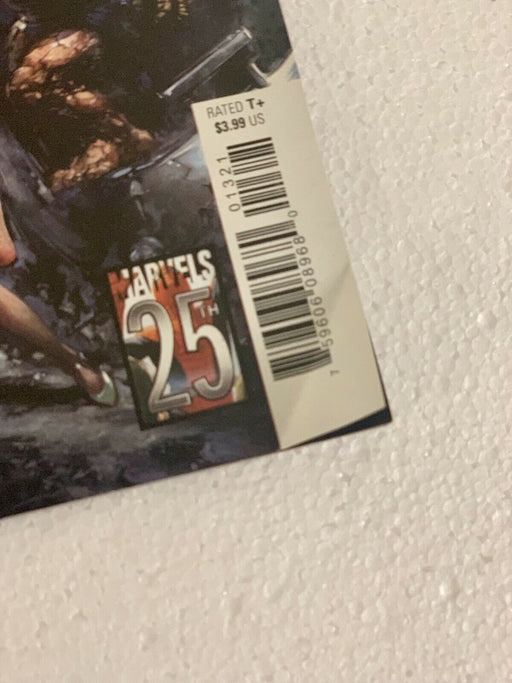 RATED T+
$3.99 US
01321
7 59606 08968 0
MARVELS
25TH